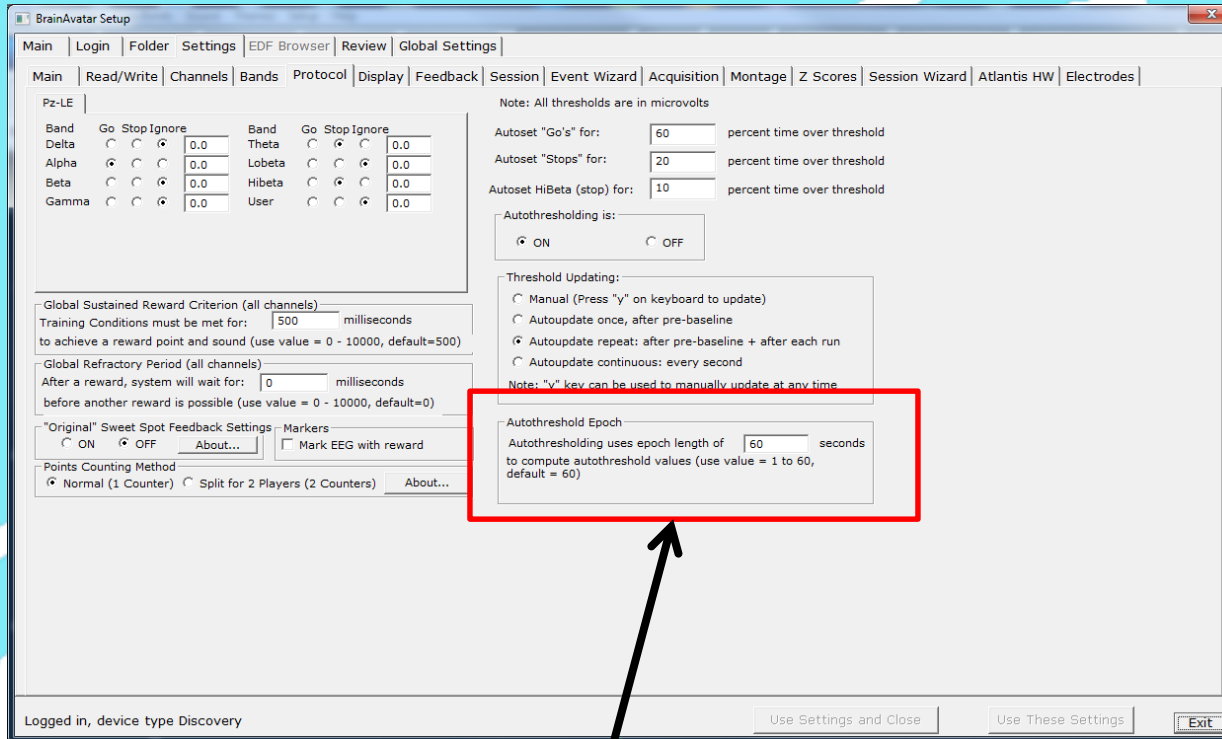 BrainAvatar Setup
Main Login Folder Settings EDF Browser Review Global Settings
Main Read/Write Channels Bands Protocol Display Feedback Session Event Wizard Acquisition Montage Z Scores Session Wizard Atlantis HW Electrodes
Pz-LE
Band Go Stop Ignore Band Go Stop Ignore
Delta 0.0 Theta 0.0
Alpha 0.0 Lobeta 0.0
Beta 0.0 Hibeta 0.0
Gamma 0.0 User 0.0
Global Sustained Reward Criterion (all channels)
Training Conditions must be met for: 500 milliseconds
to achieve a reward point and sound (use value = 0 - 10000, default=500)
Global Refractory Period (all channels)
After a reward, system will wait for: 0 milliseconds
before another reward is possible (use value = 0 - 10000, default=0)
"Original" Sweet Spot Feedback Settings Markers
ON OFF About... Mark EEG with reward
Points Counting Method
Normal (1 Counter) Split for 2 Players (2 Counters) About...
Note: All thresholds are in microvolts
Autoset "Go's" for: 60 percent time over threshold
Autoset "Stops" for: 20 percent time over threshold
Autoset HiBeta (stop) for: 10 percent time over threshold
Autothresholding is:
ON OFF
Threshold Updating:
Manual (Press "y" on keyboard to update)
Autoupdate once, after pre-baseline
Autoupdate repeat: after pre-baseline + after each run
Autoupdate continuous: every second
Note: "y" key can be used to manually update at any time
Autothreshold Epoch
Autothresholding uses epoch length of 60 seconds
to compute autothreshold values (use value = 1 to 60,
default = 60)
Logged in, device type Discovery
Use Settings and Close Use These Settings Exit